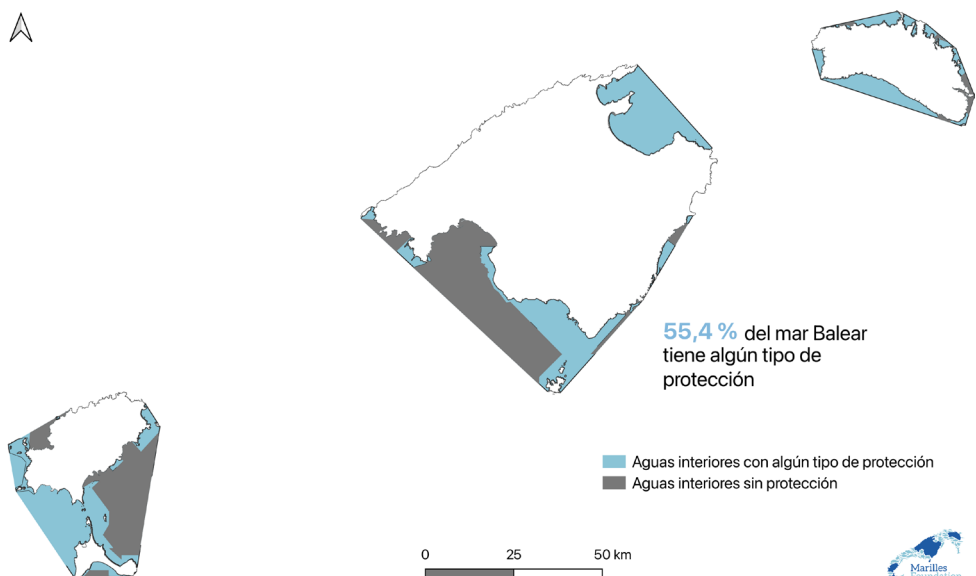 55,4 % del mar Balear
tiene algún tipo de
protección
Aguas interiores con algún tipo de protección
Aguas interiores sin protección
0 25 50 km
Marilles
Foundation